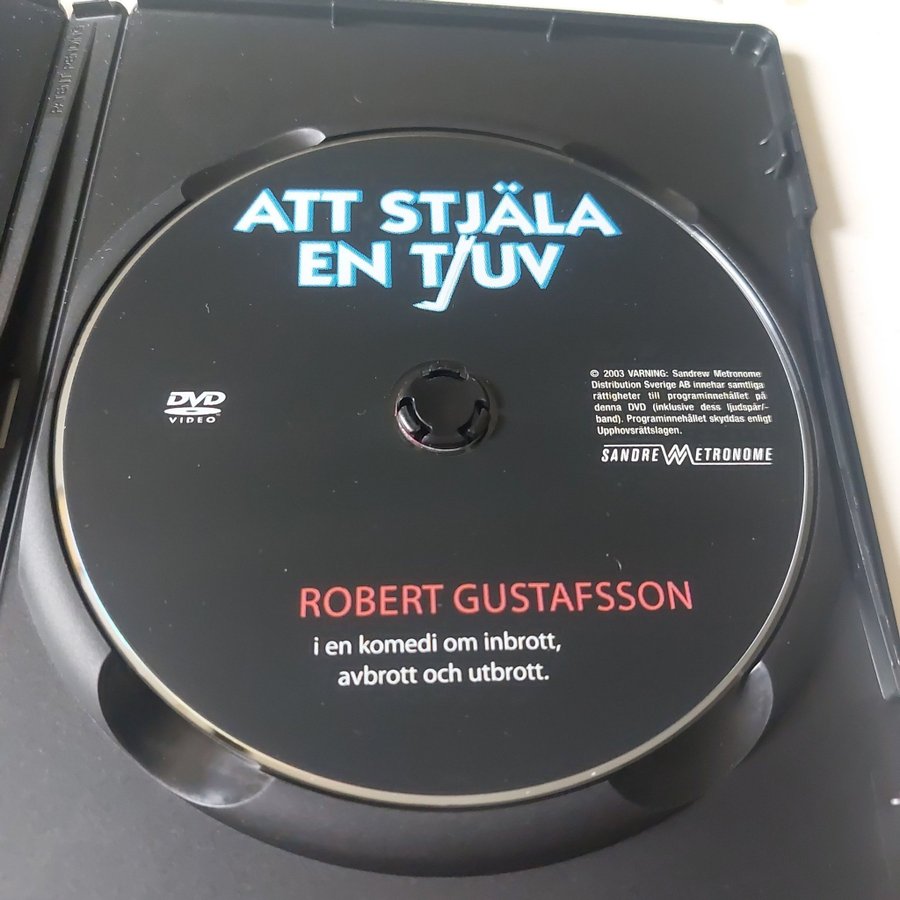 PATENT PENDING
ATT STJÄLA
EN TJUV
DVD
VIDEO
© 2003 VARNING: Sandrew Metronome
Distribution Sverige AB innehar samtliga
rättigheter till programinnehållet på
denna DVD (inklusive dess ljudspår/-
band). Programinnehållet skyddas enligt
Upphovsrättslagen.
SANDREW METRONOME
ROBERT GUSTAFSSON
i en komedi om inbrott,
avbrott och utbrott.